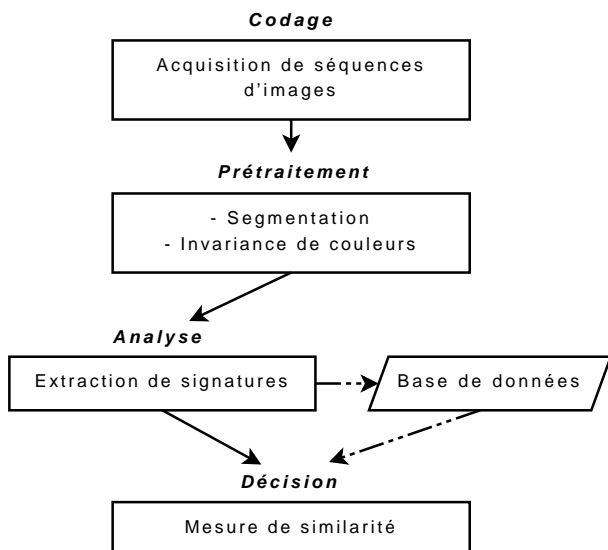 Codage
Acquisition de séquences
d'images
Prétraitement
- Segmentation
- Invariance de couleurs
Analyse
Extraction de signatures
Base de données
Décision
Mesure de similarité